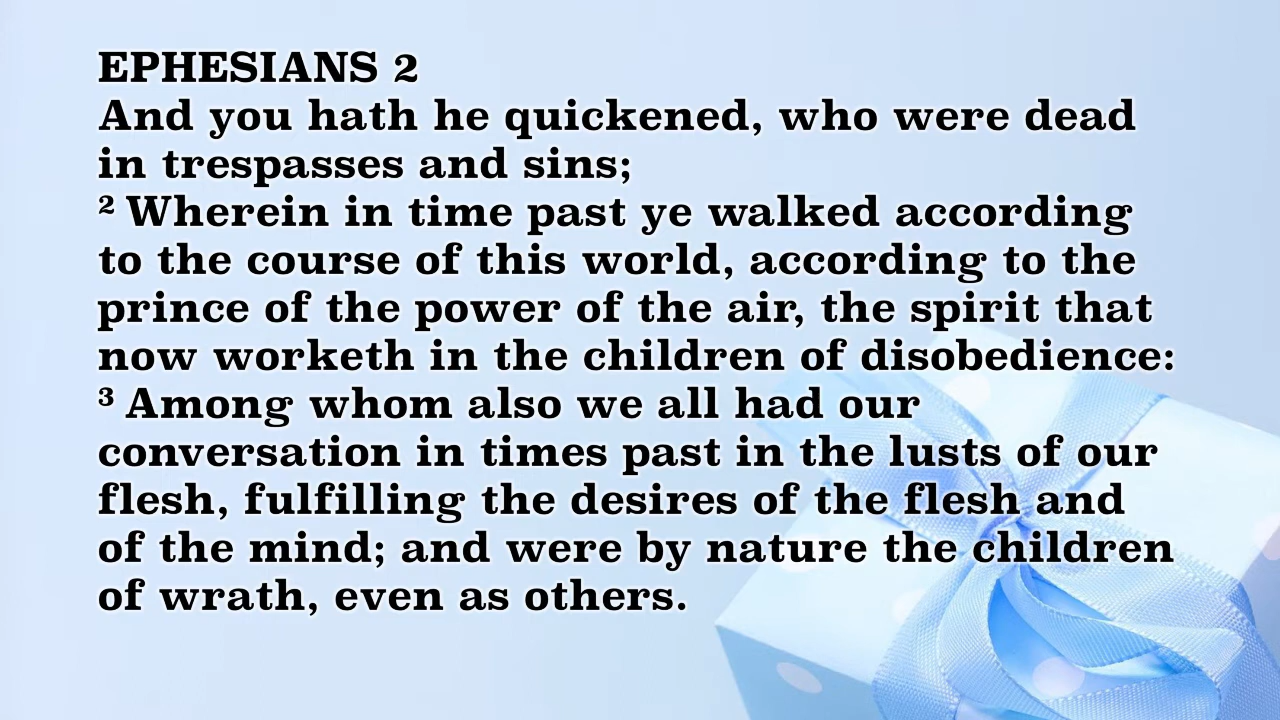 EPHESIANS 2
And you hath he quickened, who were dead
in trespasses and sins;
² Wherein in time past ye walked according
to the course of this world, according to the
prince of the power of the air, the spirit that
now worketh in the children of disobedience:
³ Among whom also we all had our
conversation in times past in the lusts of our
flesh, fulfilling the desires of the flesh and
of the mind; and were by nature the children
of wrath, even as others.